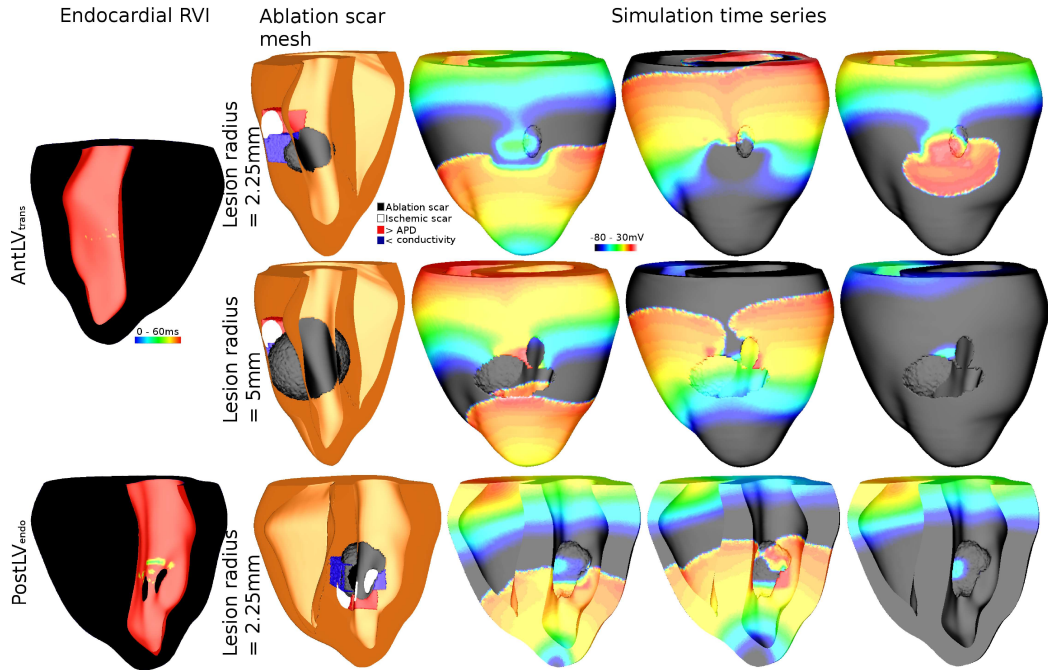 Endocardial RVI
Ablation scar
mesh
Simulation time series
AntLVtrans
Lesion radius
= 2.25mm
Ablation scar
Ischemic scar
> APD
< conductivity
-80 - 30mV
0 - 60ms
Lesion radius
= 5mm
PostLVendo
Lesion radius
= 2.25mm